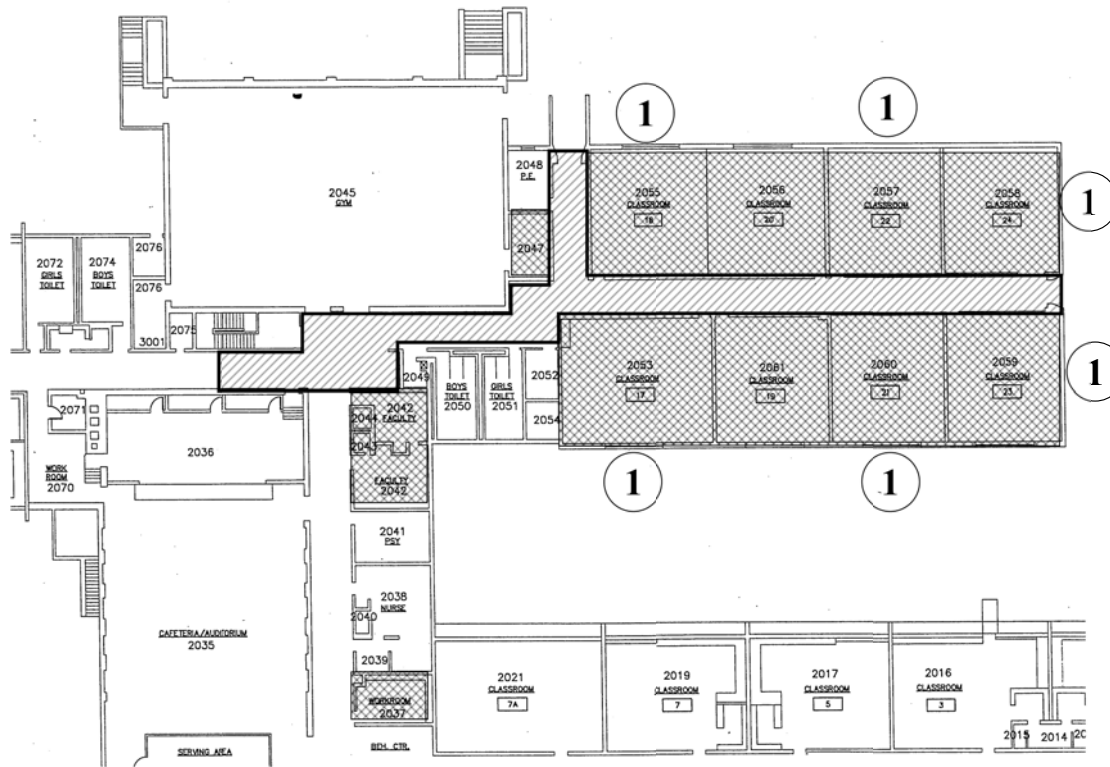 1
1
2048
P.E.
2045
GYM
2055
CLASSROOM
18
2056
CLASSROOM
20
2057
CLASSROOM
22
2058
CLASSROOM
24
1
2047
2076
2072
GIRLS
TOILET
2074
BOYS
TOILET
2076
3001
2075
2053
CLASSROOM
17
2061
CLASSROOM
19
2060
CLASSROOM
21
2059
CLASSROOM
23
1
2049
BOYS
TOILET
2050
GIRLS
TOILET
2051
2052
2054
2071
2044
2042
FACULTY
2043
2036
FACULTY
2042
WORK
ROOM
2070
1
1
2041
PSY
2038
NURSE
2040
CAFETERIA/AUDITORIUM
2035
2039
WORKROOM
2037
2021
CLASSROOM
7A
2019
CLASSROOM
7
2017
CLASSROOM
5
2016
CLASSROOM
3
2015
2014
SERVING AREA
BEH. CTR.